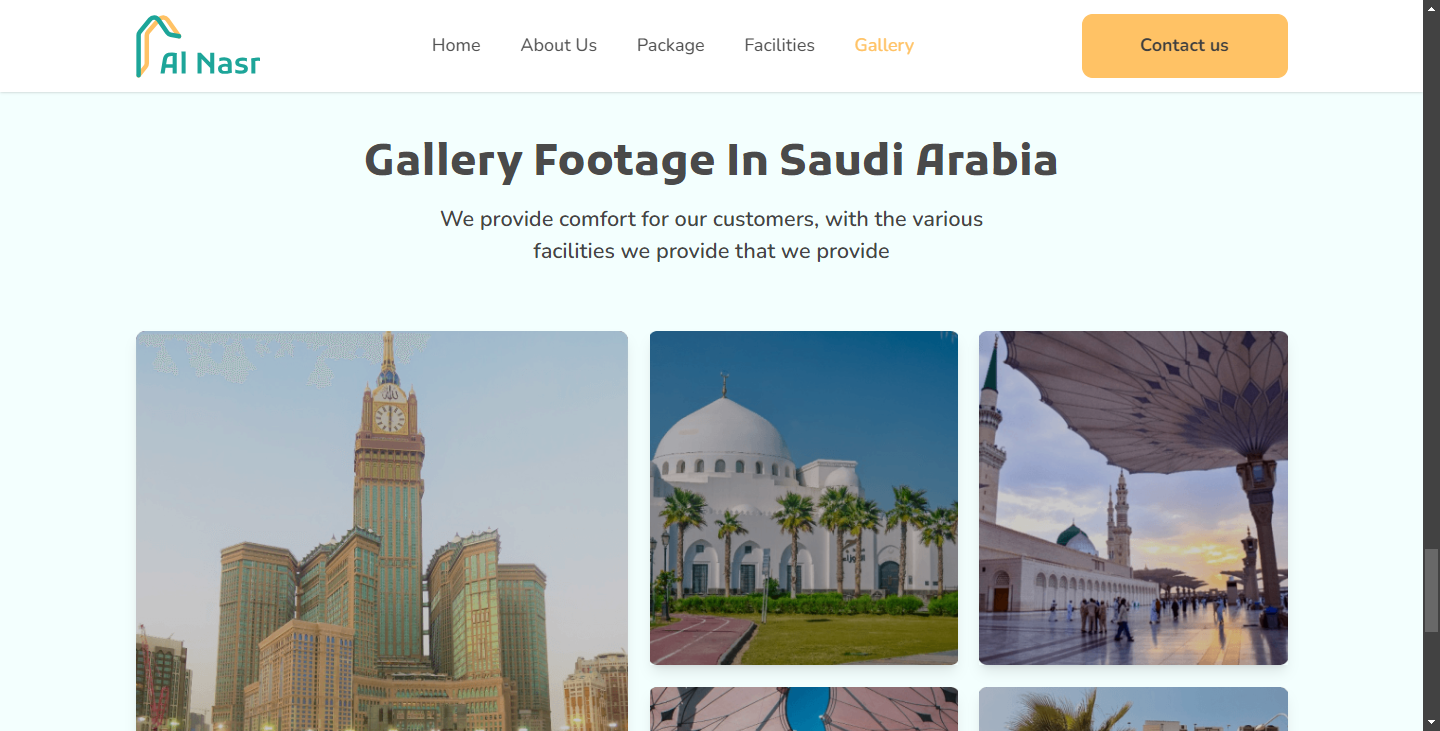 Al Nasr
Home
About Us
Package
Facilities
Gallery
Contact us
Gallery Footage In Saudi Arabia
We provide comfort for our customers, with the various
facilities we provide that we provide
الله